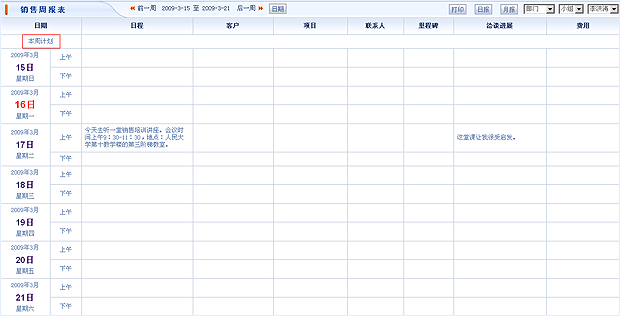 销售周报表
前一周 2009-3-15 至 2009-3-21 后一周 日期
打印 日报 月报 部门 小组 李洪涛
日期 日程 客户 项目 联系人 里程碑 洽谈进展 费用
本周计划
2009年3月
15日
星期日
上午
下午
2009年3月
16日
星期一
上午
下午
2009年3月
17日
星期二
上午
今天去听一堂销售培训讲座。会议时
间上午9：30-11：30，地点：人民大
学第十教学楼的第三阶梯教室。
这堂课让我很受启发。
下午
2009年3月
18日
星期三
上午
下午
2009年3月
19日
星期四
上午
下午
2009年3月
20日
星期五
上午
下午
2009年3月
21日
星期六
上午
下午